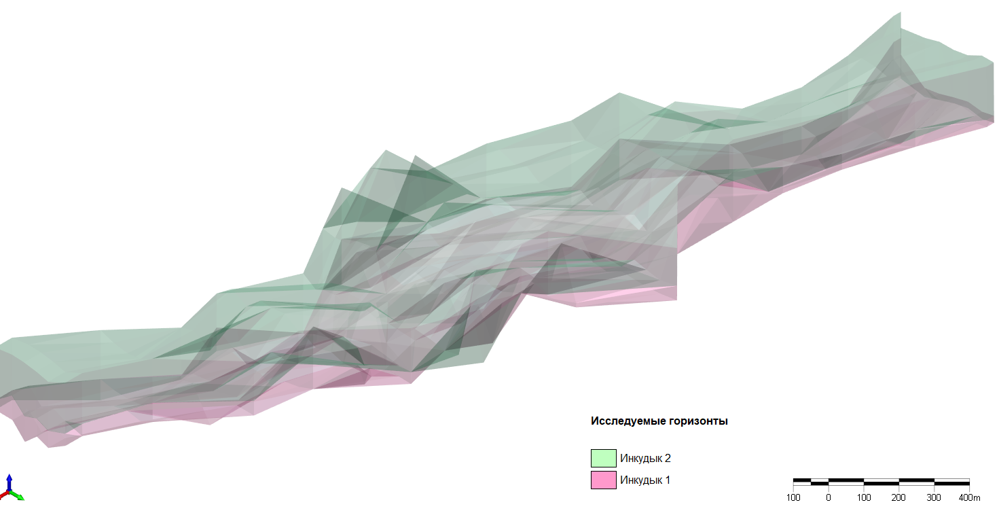 Исследуемые горизонты
Инкудык 2
Инкудык 1
100 0 100 200 300 400m